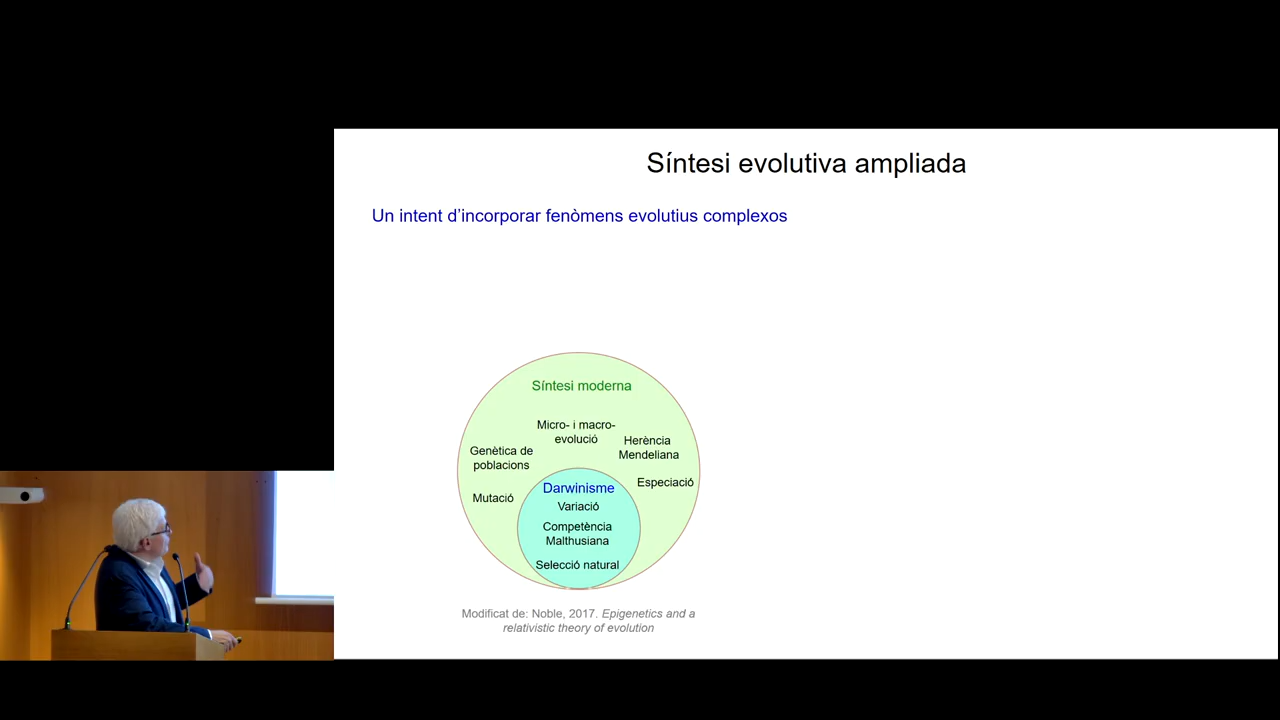 Síntesi evolutiva ampliada
Un intent d'incorporar fenòmens evolutius complexos
Síntesi moderna
Micro- i macro-
evolució
Herència
Mendeliana
Genètica de
poblacions
Especiació
Mutació
Darwinisme
Variació
Competència
Malthusiana
Selecció natural
Modificat de: Noble, 2017. Epigenetics and a
relativistic theory of evolution